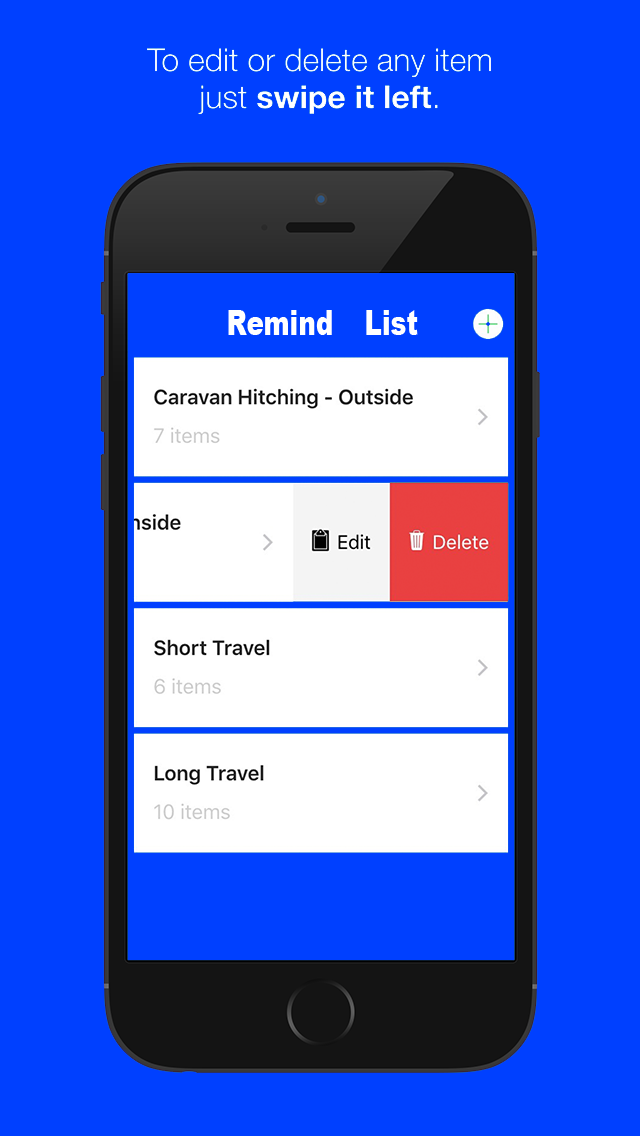 To edit or delete any item
just swipe it left.
Remind List
Caravan Hitching - Outside
7 items
nside
Edit
Delete
Short Travel
6 items
Long Travel
10 items